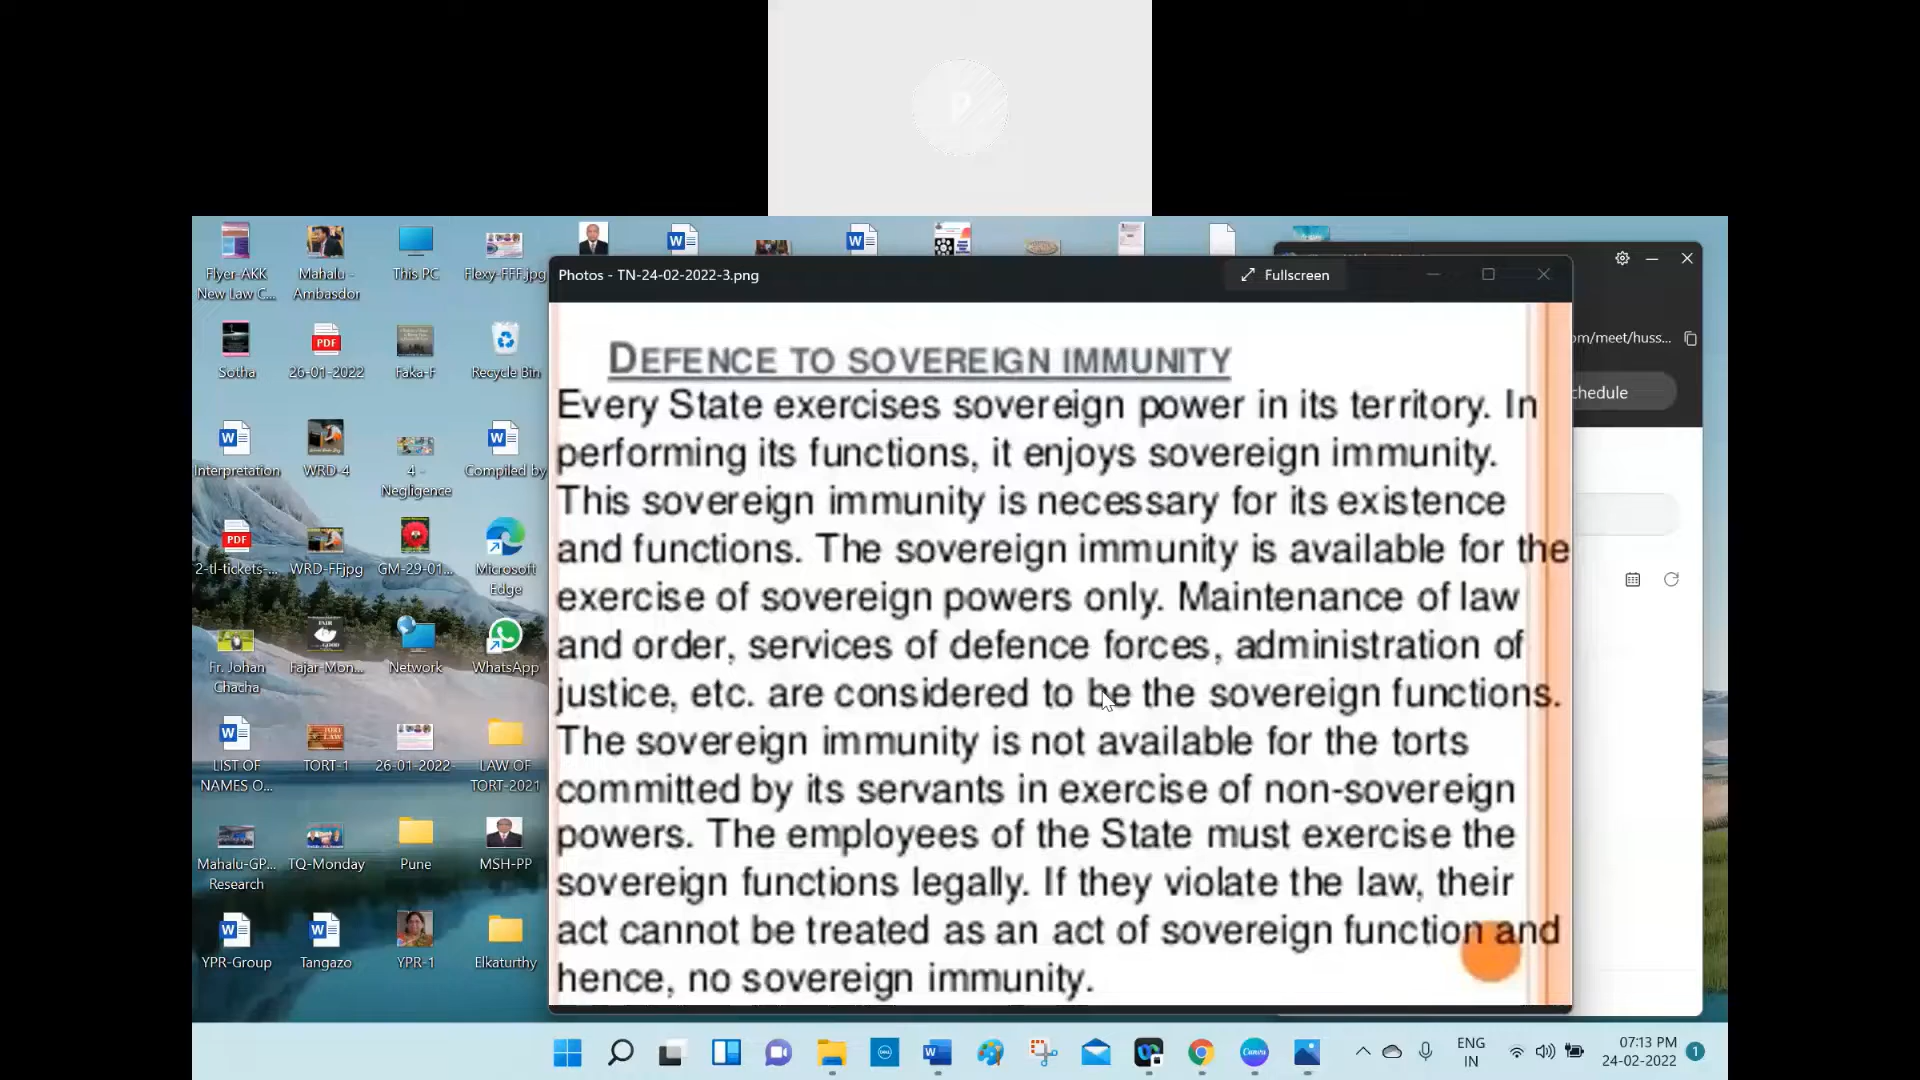 Flyer-AKK
New Law C...
Mahalu -
Ambasdor
This PC
Flexy-FFF.jpg
Sotha
PDF
26-01-2022
Faka-F
Recycle Bin
Interpretation
WRD-4
4 -
Negligence
Compiled by
PDF
2-tl-tickets-...
WRD-FFjpg
GM-29-01...
Microsoft
Edge
Fr. Johan
Chacha
Fajar-Mon...
Network
WhatsApp
LIST OF
NAMES O...
TORT-1
26-01-2022-
LAW OF
TORT-2021
Mahalu-GP...
Research
TQ-Monday
Pune
MSH-PP
YPR-Group
Tangazo
YPR-1
Elkaturthy
Photos - TN-24-02-2022-3.png
Fullscreen
DEFENCE TO SOVEREIGN IMMUNITY
Every State exercises sovereign power in its territory. In
performing its functions, it enjoys sovereign immunity.
This sovereign immunity is necessary for its existence
and functions. The sovereign immunity is available for the
exercise of sovereign powers only. Maintenance of law
and order, services of defence forces, administration of
justice, etc. are considered to be the sovereign functions.
The sovereign immunity is not available for the torts
committed by its servants in exercise of non-sovereign
powers. The employees of the State must exercise the
sovereign functions legally. If they violate the law, their
act cannot be treated as an act of sovereign function and
hence, no sovereign immunity.
om/meet/huss...
chedule
ENG
IN
07:13 PM
24-02-2022
1